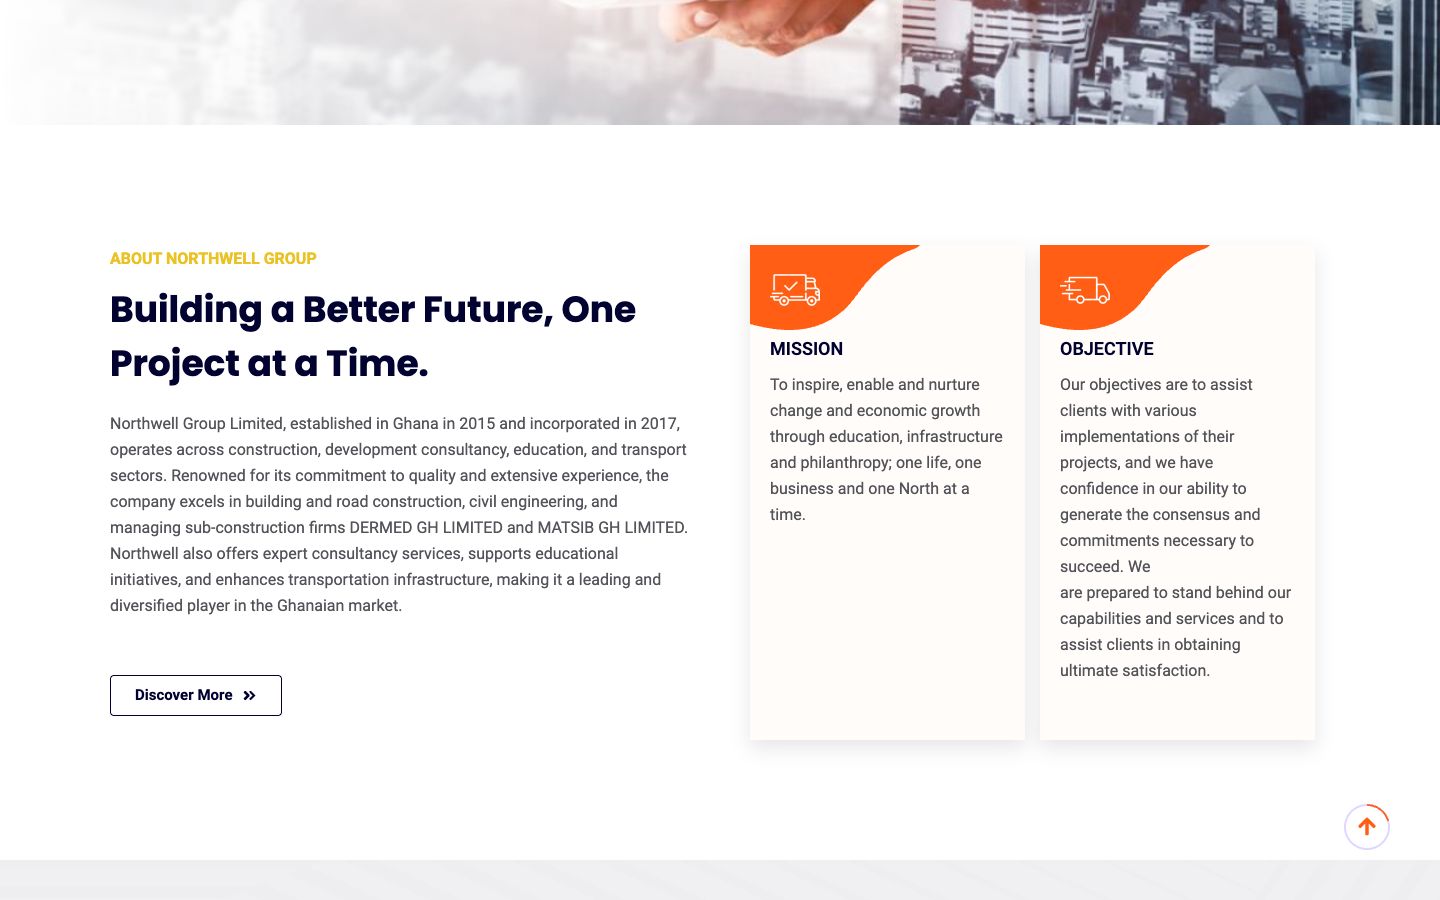 ABOUT NORTHWELL GROUP
Building a Better Future, One
Project at a Time.
Northwell Group Limited, established in Ghana in 2015 and incorporated in 2017,
operates across construction, development consultancy, education, and transport
sectors. Renowned for its commitment to quality and extensive experience, the
company excels in building and road construction, civil engineering, and
managing sub-construction firms DERMED GH LIMITED and MATSIB GH LIMITED.
Northwell also offers expert consultancy services, supports educational
initiatives, and enhances transportation infrastructure, making it a leading and
diversified player in the Ghanaian market.
Discover More
MISSION
To inspire, enable and nurture
change and economic growth
through education, infrastructure
and philanthropy; one life, one
business and one North at a
time.
OBJECTIVE
Our objectives are to assist
clients with various
implementations of their
projects, and we have
confidence in our ability to
generate the consensus and
commitments necessary to
succeed. We
are prepared to stand behind our
capabilities and services and to
assist clients in obtaining
ultimate satisfaction.